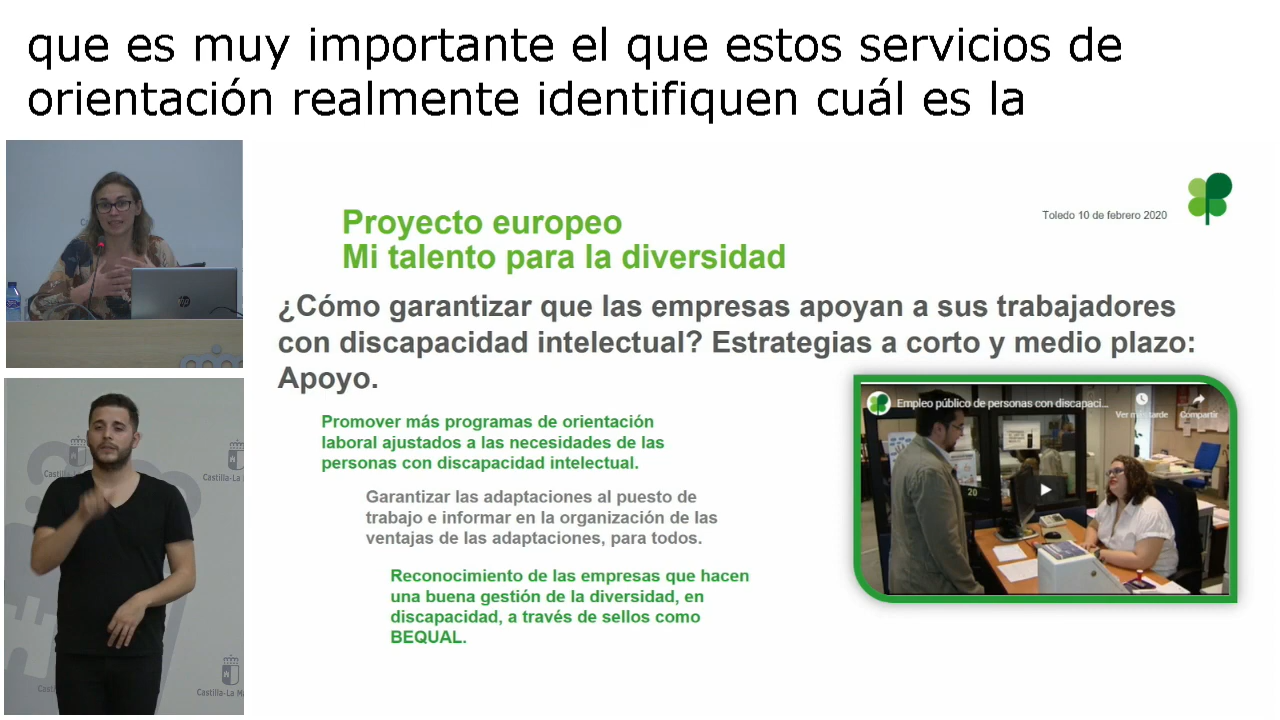 que es muy importante el que estos servicios de
orientación realmente identifiquen cuál es la
Toledo 10 de febrero 2020
Proyecto europeo
Mi talento para la diversidad
¿Cómo garantizar que las empresas apoyan a sus trabajadores
con discapacidad intelectual? Estrategias a corto y medio plazo:
Apoyo.
Promover más programas de orientación
laboral ajustados a las necesidades de las
personas con discapacidad intelectual.
Garantizar las adaptaciones al puesto de
trabajo e informar en la organización de las
ventajas de las adaptaciones, para todos.
Reconocimiento de las empresas que hacen
una buena gestión de la diversidad, en
discapacidad, a través de sellos como
BEQUAL.
Empleo público de personas con discapaci...
Ver más tarde
Compartir
20
hp
Castilla-La M
Castilla-La Ma